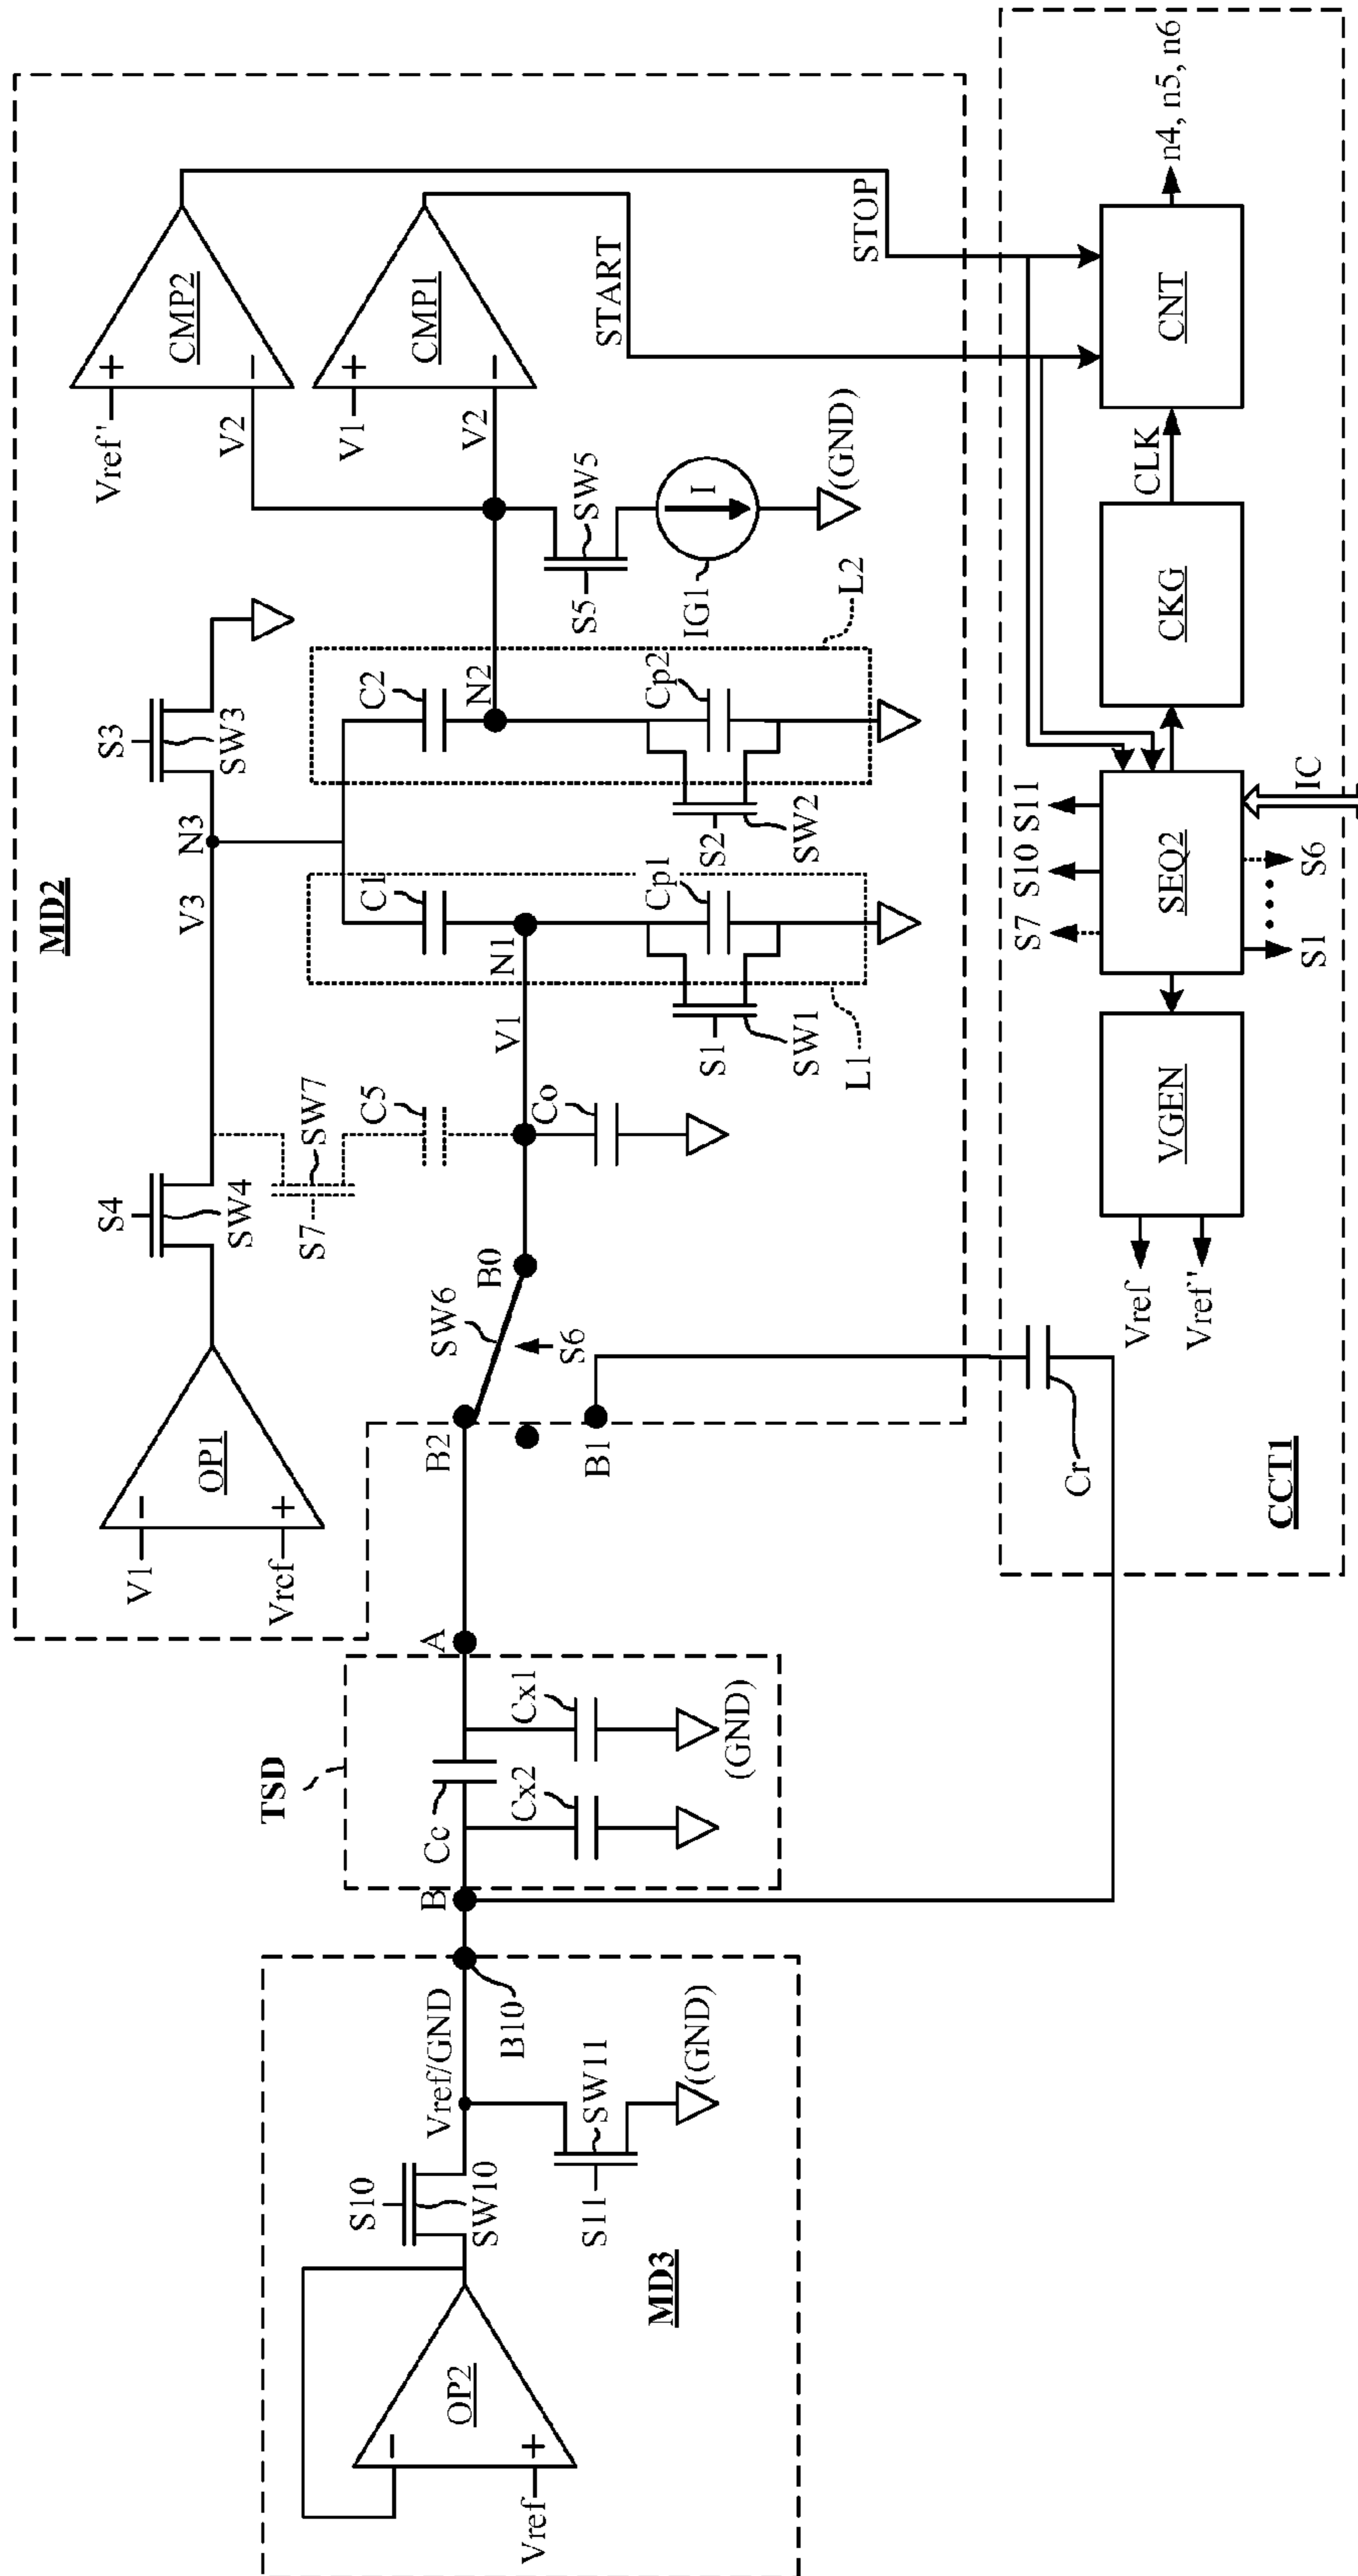 MD2
V1
Vref
OP1
S4
SW4
S7
SW7
C5
V3
N3
S3
SW3
Vref'
CMP2
V2
V1
CMP1
V2
START
STOP
B2
SW6
S6
B1
B0
Co
V1
N1
C1
Cp1
S1
SW1
L1
C2
N2
Cp2
S2
SW2
L2
S5
SW5
I
IG1
(GND)
MD3
OP2
Vref
S10
SW10
Vref/GND
S11
SW11
(GND)
B10
B
TSD
Cc
Cx2
Cx1
(GND)
A
Cr
CCT1
Vref
Vref'
VGEN
S7
S10
S11
SEQ2
S1
S6
IC
CKG
CLK
CNT
n4, n5, n6